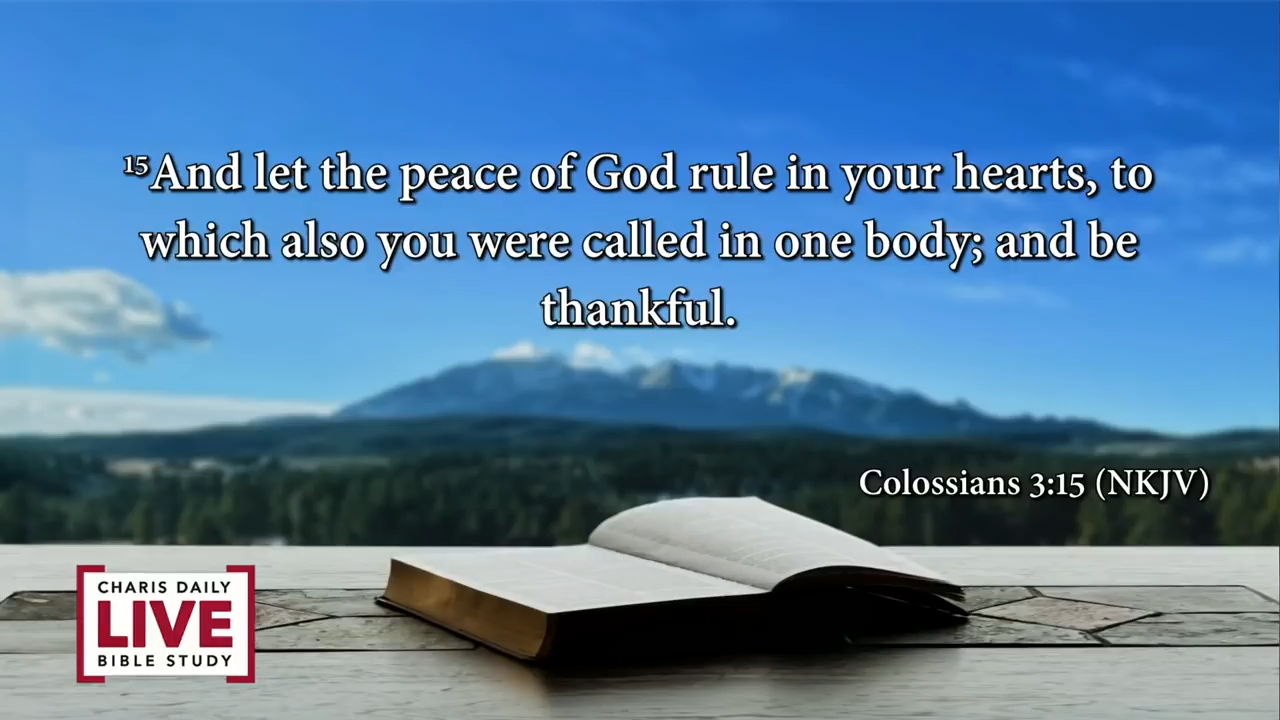 ¹⁵And let the peace of God rule in your hearts, to
which also you were called in one body; and be
thankful.
Colossians 3:15 (NKJV)
CHARIS DAILY
LIVE
BIBLE STUDY